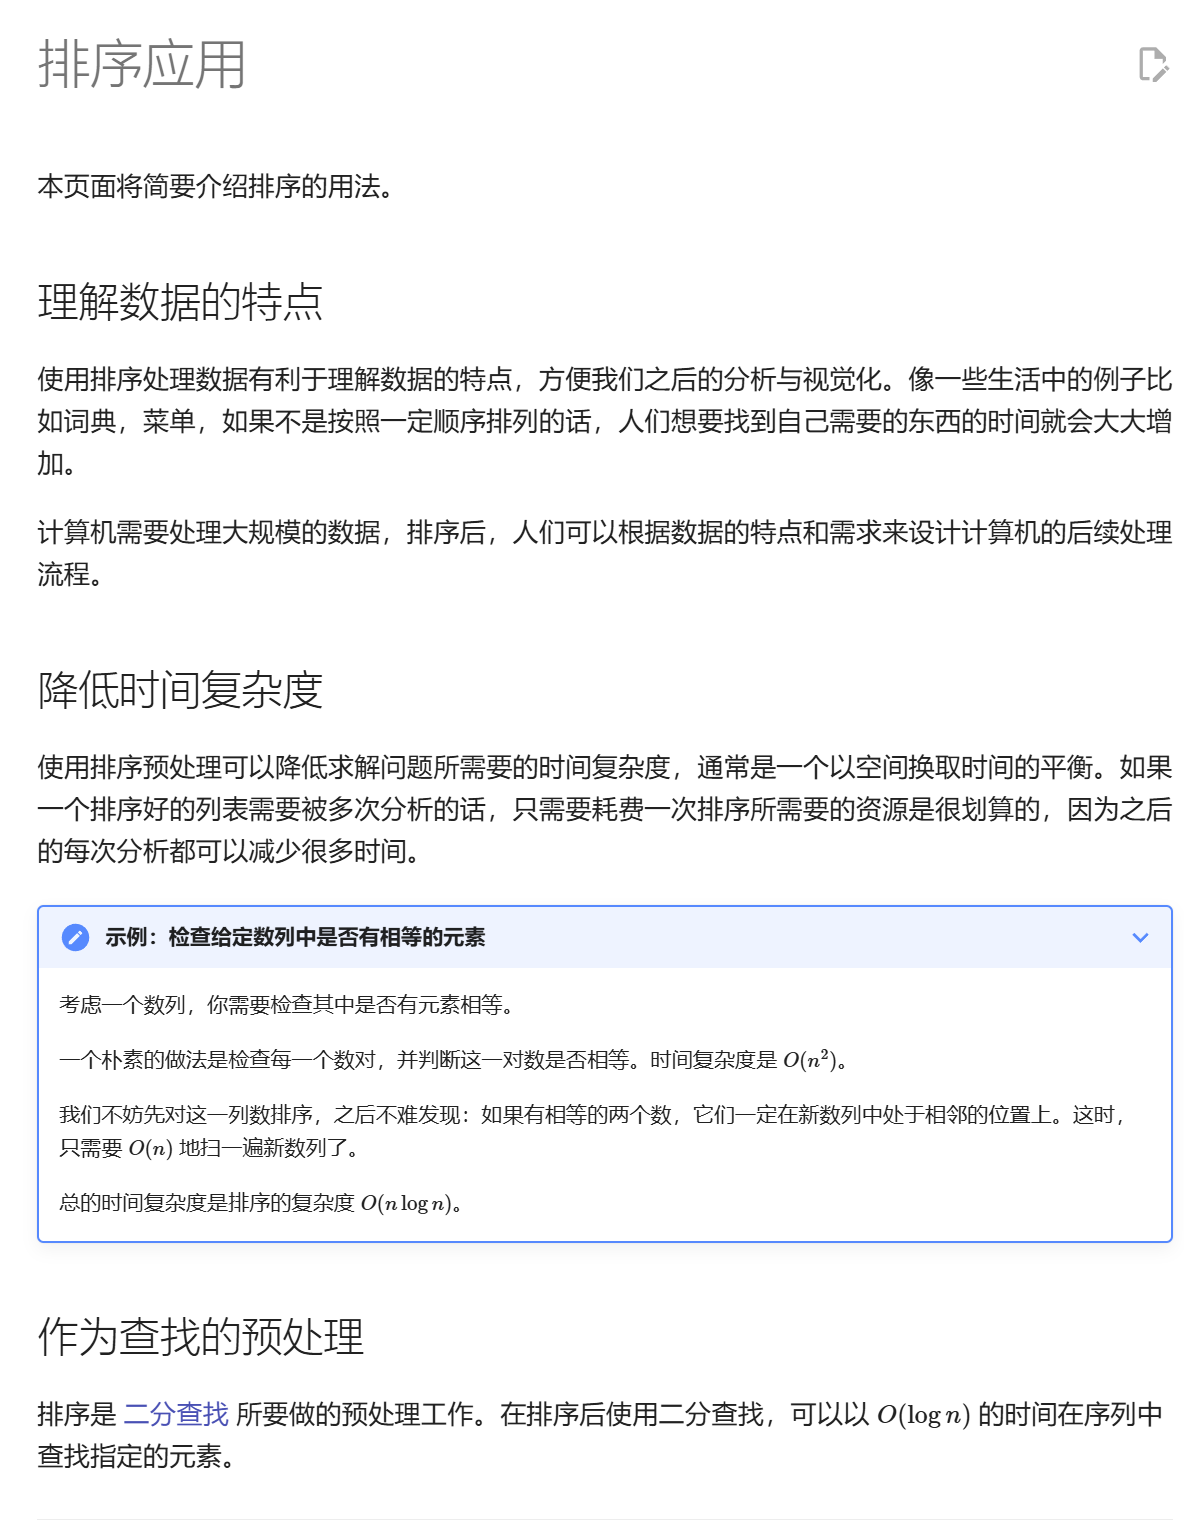 排序应用
本页面将简要介绍排序的用法。
理解数据的特点
使用排序处理数据有利于理解数据的特点，方便我们之后的分析与视觉化。像一些生活中的例子比
如词典，菜单，如果不是按照一定顺序排列的话，人们想要找到自己需要的东西的时间就会大大增
加。
计算机需要处理大规模的数据，排序后，人们可以根据数据的特点和需求来设计计算机的后续处理
流程。
降低时间复杂度
使用排序预处理可以降低求解问题所需要的时间复杂度，通常是一个以空间换取时间的平衡。如果
一个排序好的列表需要被多次分析的话，只需要耗费一次排序所需要的资源是很划算的，因为之后
的每次分析都可以减少很多时间。
示例：检查给定数列中是否有相等的元素
考虑一个数列，你需要检查其中是否有元素相等。
一个朴素的做法是检查每一个数对，并判断这一对数是否相等。时间复杂度是 O(n²)。
我们不妨先对这一列数排序，之后不难发现：如果有相等的两个数，它们一定在新数列中处于相邻的位置上。这时，
只需要 O(n) 地扫一遍新数列了。
总的时间复杂度是排序的复杂度 O(n log n)。
作为查找的预处理
排序是 二分查找 所要做的预处理工作。在排序后使用二分查找，可以以 O(log n) 的时间在序列中
查找指定的元素。